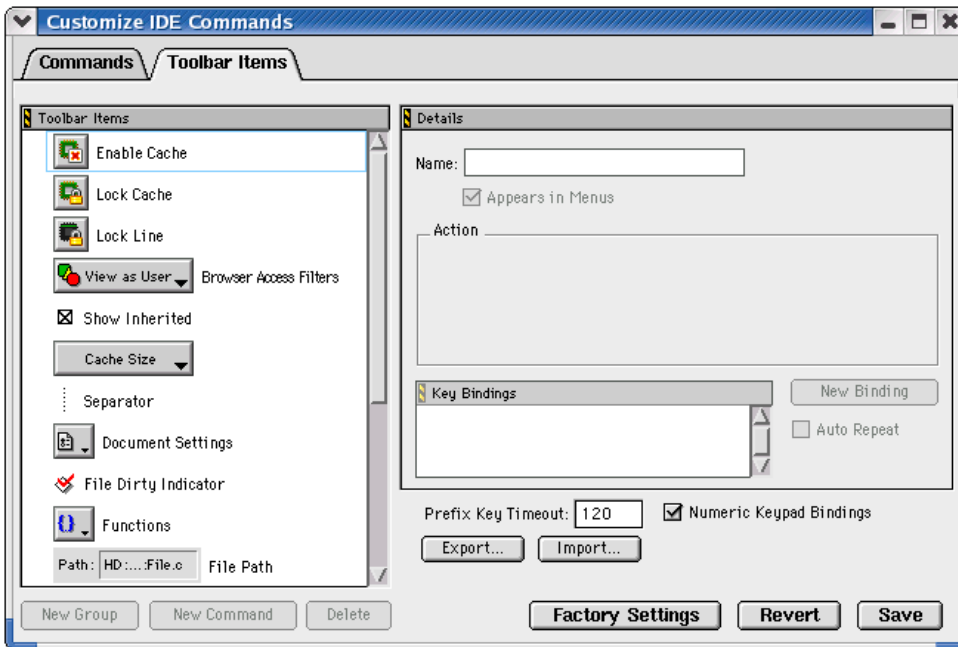 Customize IDE Commands
Commands
Toolbar Items
Toolbar Items
Enable Cache
Lock Cache
Lock Line
View as User Browser Access Filters
Show Inherited
Cache Size
Separator
Document Settings
File Dirty Indicator
{} Functions
Path: HD:...:File.c File Path
New Group New Command Delete
Details
Name:
Appears in Menus
Action
Key Bindings
New Binding
Auto Repeat
Prefix Key Timeout: 120 Numeric Keypad Bindings
Export... Import...
Factory Settings Revert Save